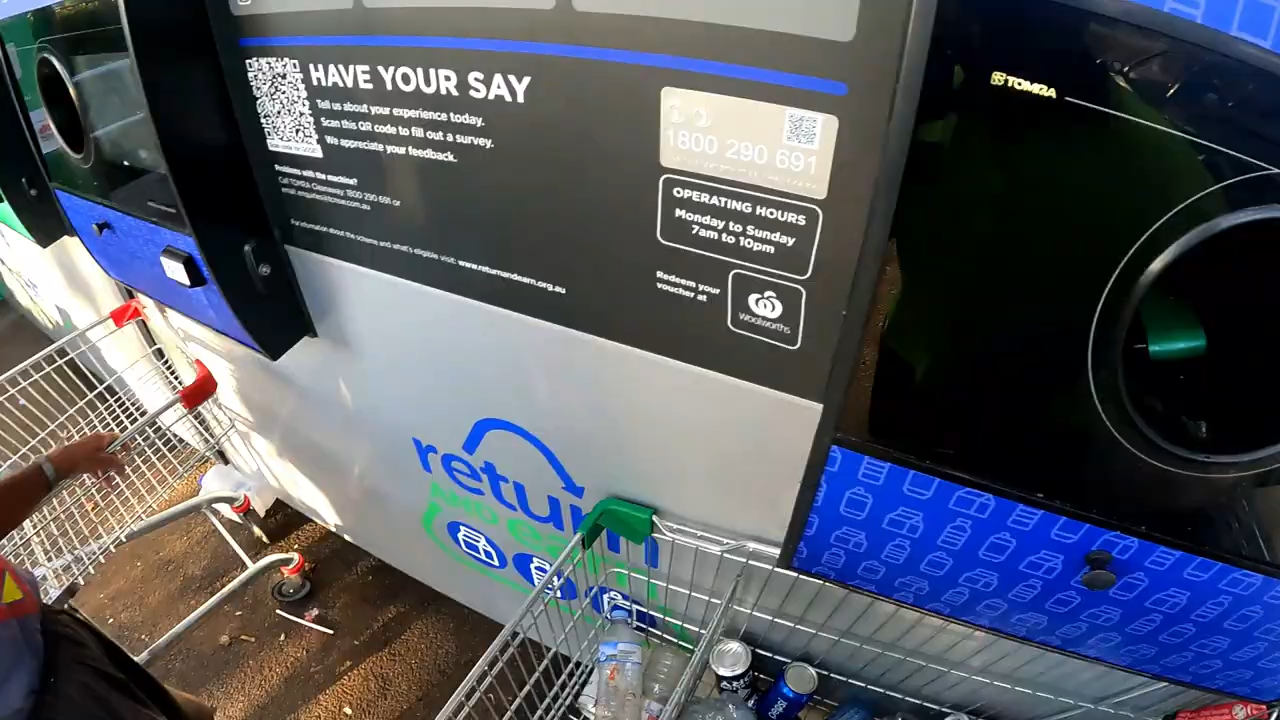 HAVE YOUR SAY
Tell us about your experience today.
Scan this QR code to fill out a survey.
We appreciate your feedback.
Problems with the machine?
Call TOMRA Cleanaway: 1800 290 691 or
For information about the scheme and what's eligible visit: www.returnandearn.org.au
1800 290 691
OPERATING HOURS
Monday to Sunday
7am to 10pm
Redeem your
voucher at
woolworths
TOMRA
return
pepsi